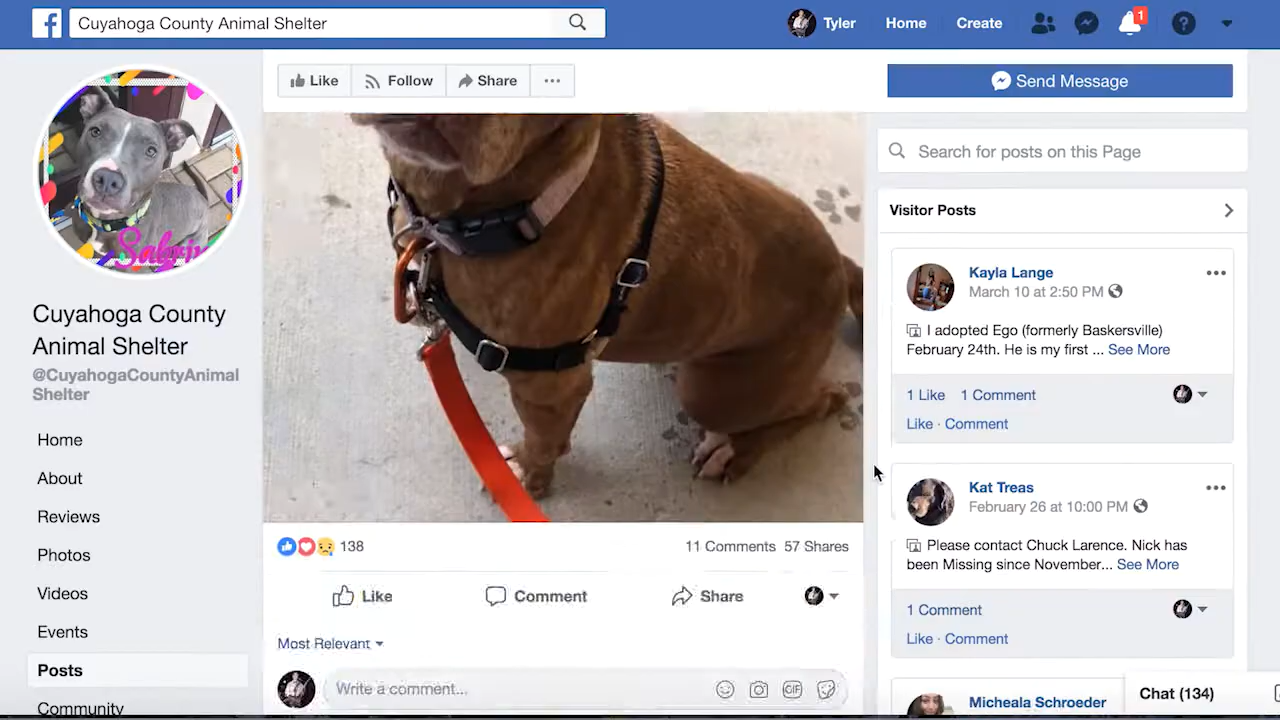 Cuyahoga County Animal Shelter
Tyler
Home
Create
1
Like
Follow
Share
Send Message
Search for posts on this Page
Cuyahoga County
Animal Shelter
@CuyahogaCountyAnimal
Shelter
Home
About
Reviews
Photos
Videos
Events
Posts
Community
138
11 Comments 57 Shares
Like
Comment
Share
Most Relevant
Write a comment...
GIF
Visitor Posts
Kayla Lange
March 10 at 2:50 PM
I adopted Ego (formerly Baskersville)
February 24th. He is my first ... See More
1 Like 1 Comment
Like · Comment
Kat Treas
February 26 at 10:00 PM
Please contact Chuck Larence. Nick has
been Missing since November... See More
1 Comment
Like · Comment
Micheala Schroeder
Chat (134)